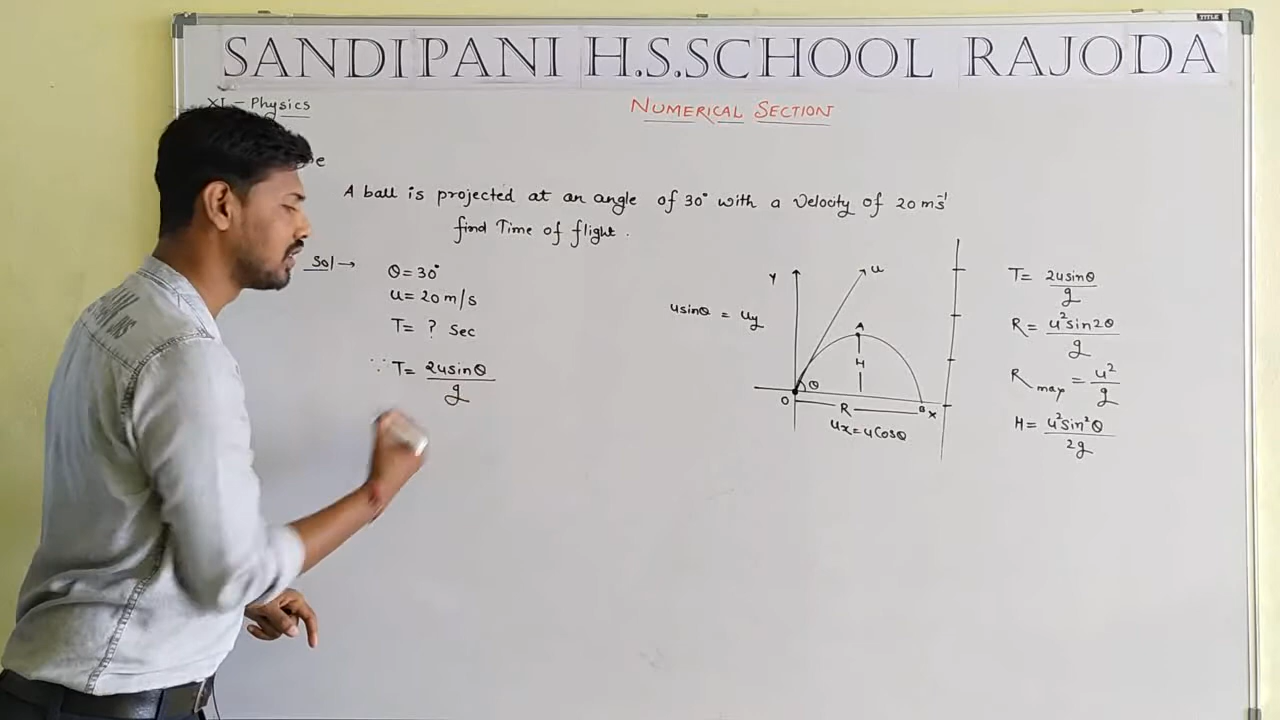 TITLE
SANDIPANI H.S.SCHOOL RAJODA
XI - Physics
NUMERICAL SECTION
A ball is projected at an angle of 30° with a Velocity of 20 ms⁻¹
find Time of flight.
Sol →
θ = 30°
u = 20 m/s
T = ? Sec
∵ T = 2usinθ/g
Y
u
usinθ = uy
A
H
θ
O
R
B
X
ux = uCosθ
T = 2usinθ/g
R = u²sin2θ/g
R max = u²/g
H = u²sin²θ/2g